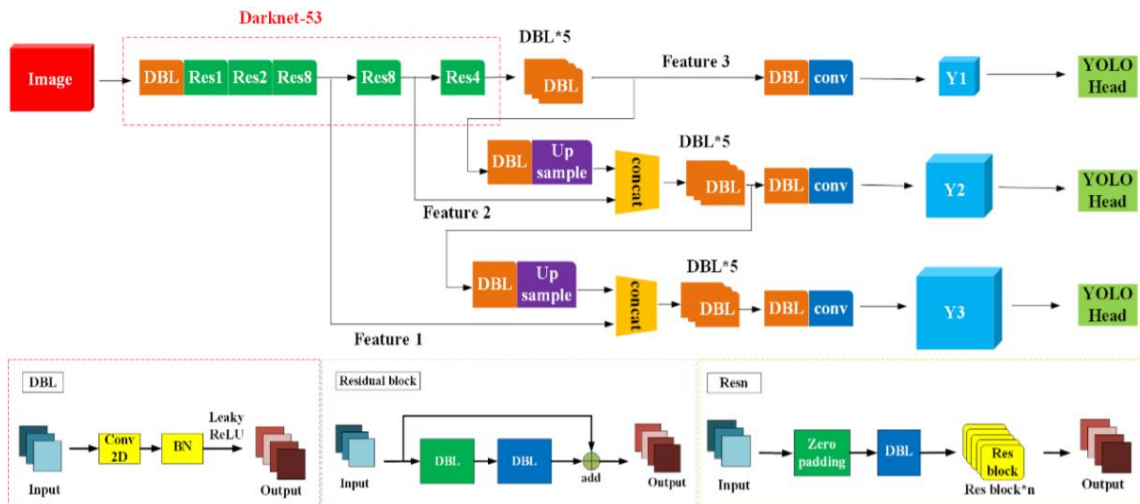 Darknet-53
Image
DBL
Res1
Res2
Res8
Res8
Res4
DBL*5
DBL
Feature 3
DBL
conv
Y1
YOLO
Head
DBL
Up
sample
concat
DBL*5
DBL
DBL
conv
Y2
YOLO
Head
Feature 2
DBL
Up
sample
concat
DBL*5
DBL
DBL
conv
Y3
YOLO
Head
Feature 1
DBL
Input
Conv
2D
BN
Leaky
ReLU
Output
Residual block
Input
DBL
DBL
add
Output
Resn
Input
Zero
padding
DBL
Res
block
Res block*n
Output